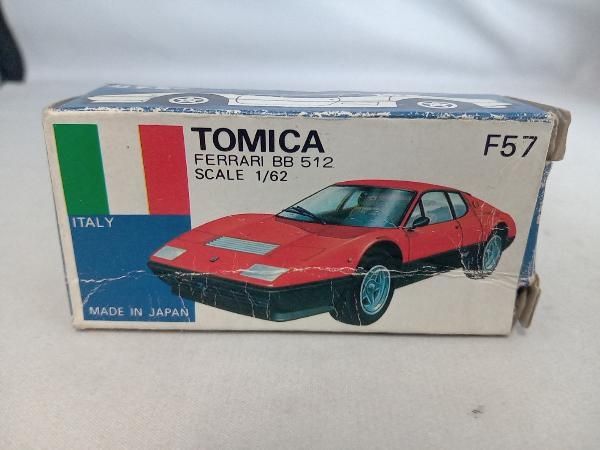 TOMICA
FERRARI BB 512
SCALE 1/62
F57
ITALY
MADE IN JAPAN